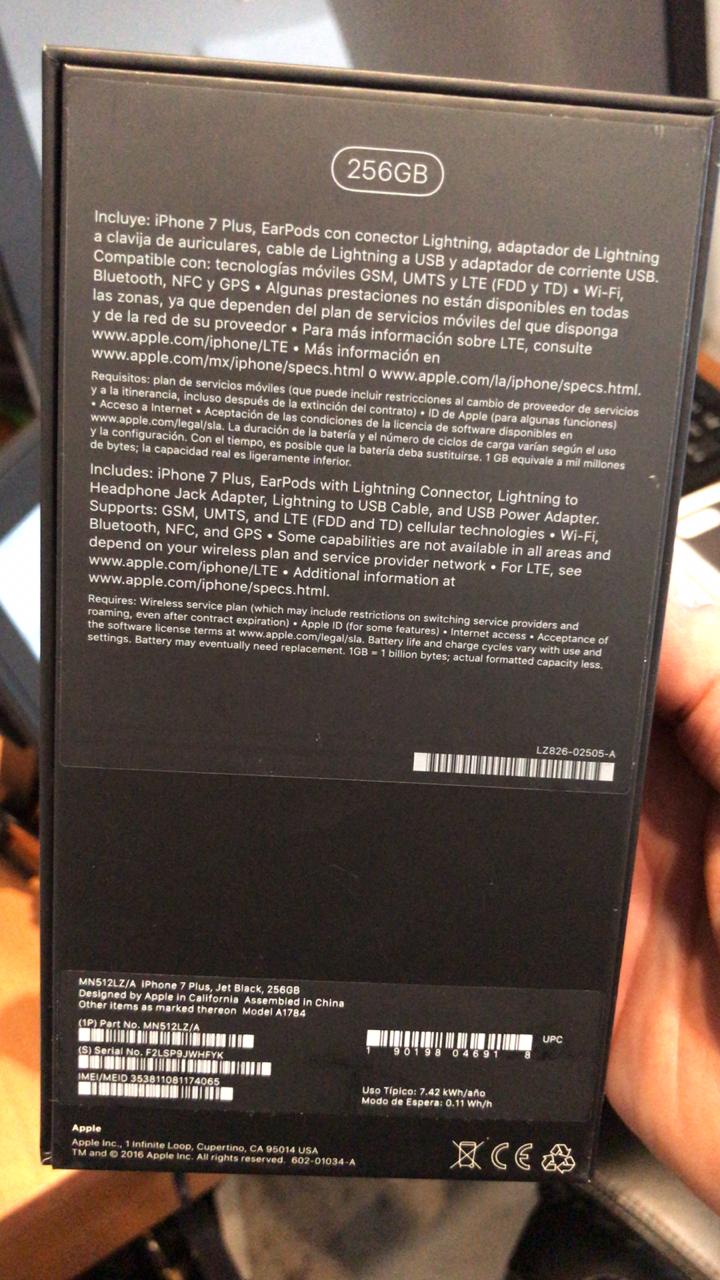 256GB
Incluye: iPhone 7 Plus, EarPods con conector Lightning, adaptador de Lightning
a clavija de auriculares, cable de Lightning a USB y adaptador de corriente USB.
Compatible con: tecnologías móviles GSM, UMTS y LTE (FDD y TD) • Wi-Fi,
Bluetooth, NFC y GPS • Algunas prestaciones no están disponibles en todas
las zonas, ya que dependen del plan de servicios móviles del que disponga
y de la red de su proveedor • Para más información sobre LTE, consulte
www.apple.com/iphone/LTE • Más información en
www.apple.com/mx/iphone/specs.html o www.apple.com/la/iphone/specs.html.
Requisitos: plan de servicios móviles (que puede incluir restricciones al cambio de proveedor de servicios
y a la itinerancia, incluso después de la extinción del contrato) • ID de Apple (para algunas funciones)
• Acceso a Internet • Aceptación de las condiciones de la licencia de software disponibles en
www.apple.com/legal/sla. La duración de la batería y el número de ciclos de carga varían según el uso
y la configuración. Con el tiempo, es posible que la batería deba sustituirse. 1 GB equivale a mil millones
de bytes; la capacidad real es ligeramente inferior.
Includes: iPhone 7 Plus, EarPods with Lightning Connector, Lightning to
Headphone Jack Adapter, Lightning to USB Cable, and USB Power Adapter.
Supports: GSM, UMTS, and LTE (FDD and TD) cellular technologies • Wi-Fi,
Bluetooth, NFC, and GPS • Some capabilities are not available in all areas and
depend on your wireless plan and service provider network • For LTE, see
www.apple.com/iphone/LTE • Additional information at
www.apple.com/iphone/specs.html.
Requires: Wireless service plan (which may include restrictions on switching service providers and
roaming, even after contract expiration) • Apple ID (for some features) • Internet access • Acceptance of
the software license terms at www.apple.com/legal/sla. Battery life and charge cycles vary with use and
settings. Battery may eventually need replacement. 1GB = 1 billion bytes; actual formatted capacity less.
LZ826-02505-A
MN512LZ/A iPhone 7 Plus, Jet Black, 256GB
Designed by Apple in California Assembled in China
Other items as marked thereon Model A1784
(1P) Part No. MN512LZ/A
(S) Serial No. F2LSP9JWHFYK
IMEI/MEID 353811081174065
UPC
1 90198 04691 8
Uso Típico: 7.42 kWh/año
Modo de Espera: 0.11 Wh/h
Apple
Apple Inc., 1 Infinite Loop, Cupertino, CA 95014 USA
TM and © 2016 Apple Inc. All rights reserved. 602-01034-A
CE